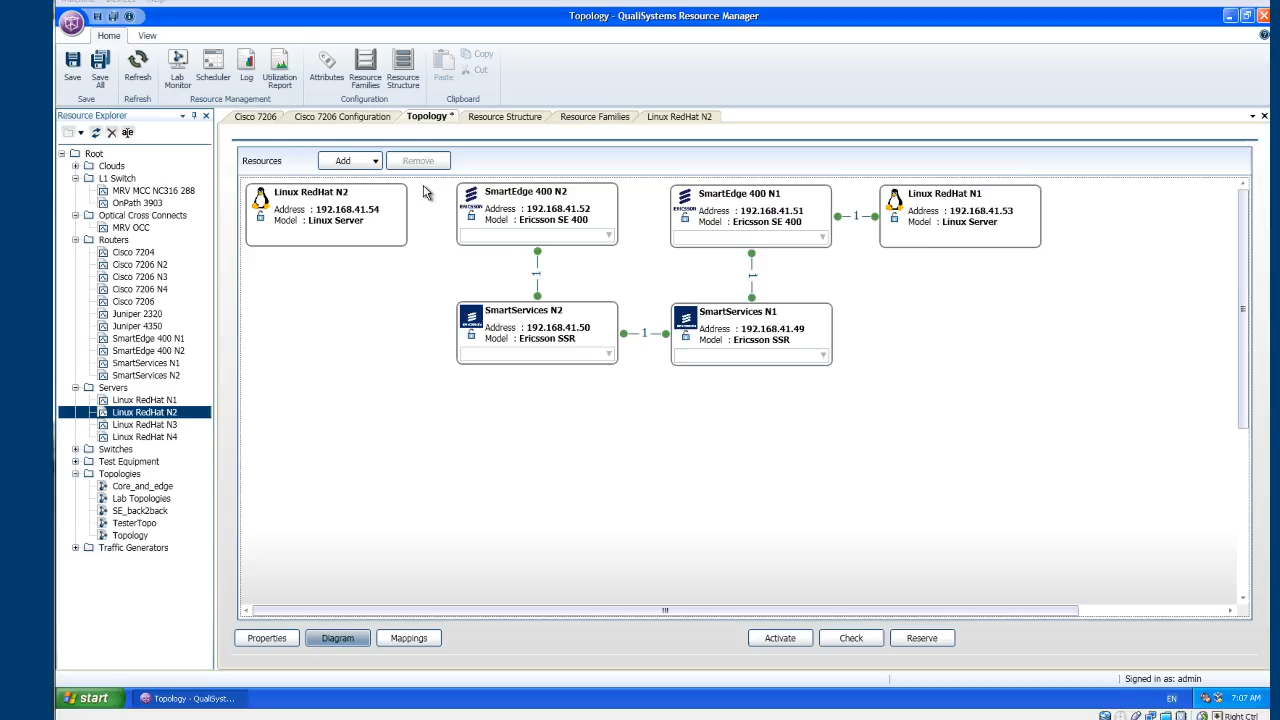 Topology - QualiSystems Resource Manager
Home View
Save
Save All
Refresh
Lab Monitor
Scheduler
Log
Utilization Report
Attributes
Resource Families
Resource Structure
Paste
Copy
Cut
Save Refresh Resource Management Configuration Clipboard
Resource Explorer
Root
Clouds
L1 Switch
MRV MCC NC316 288
OnPath 3903
Optical Cross Connects
MRV OCC
Routers
Cisco 7204
Cisco 7206 N2
Cisco 7206 N3
Cisco 7206 N4
Cisco 7206
Juniper 2320
Juniper 4350
SmartEdge 400 N1
SmartEdge 400 N2
SmartServices N1
SmartServices N2
Servers
Linux RedHat N1
Linux RedHat N2
Linux RedHat N3
Linux RedHat N4
Switches
Test Equipment
Topologies
Core_and_edge
Lab Topologies
SE_back2back
TesterTopo
Topology
Traffic Generators
Cisco 7206 Cisco 7206 Configuration Topology * Resource Structure Resource Families Linux RedHat N2
Resources Add Remove
Linux RedHat N2
Address : 192.168.41.54
Model : Linux Server
SmartEdge 400 N2
Address : 192.168.41.52
Model : Ericsson SE 400
ERICSSON
SmartEdge 400 N1
Address : 192.168.41.51
Model : Ericsson SE 400
ERICSSON
1
Linux RedHat N1
Address : 192.168.41.53
Model : Linux Server
1
1
SmartServices N2
Address : 192.168.41.50
Model : Ericsson SSR
ERICSSON
1
SmartServices N1
Address : 192.168.41.49
Model : Ericsson SSR
ERICSSON
Properties Diagram Mappings Activate Check Reserve
Signed in as: admin
start Topology - QualiSyst... EN 7:07 AM
Right Ctrl